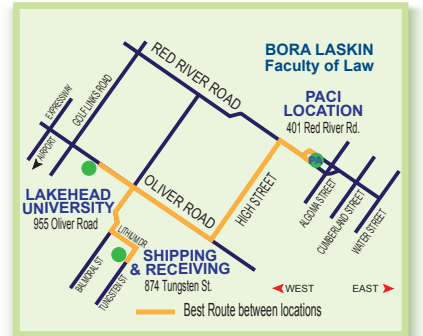 BORA LASKIN
Faculty of Law
RED RIVER ROAD
PACI
LOCATION
401 Red River Rd.
EXPRESSWAY
GOLF LINKS ROAD
AIRPORT
PA
LAKEHEAD
UNIVERSITY
955 Oliver Road
OLIVER ROAD
HIGH STREET
ALGOMA STREET
CUMBERLAND STREET
WATER STREET
LITHIUM DR
BALMORAL ST
TUNGSTEN ST
SHIPPING
& RECEIVING
874 Tungsten St.
WEST
EAST
Best Route between locations